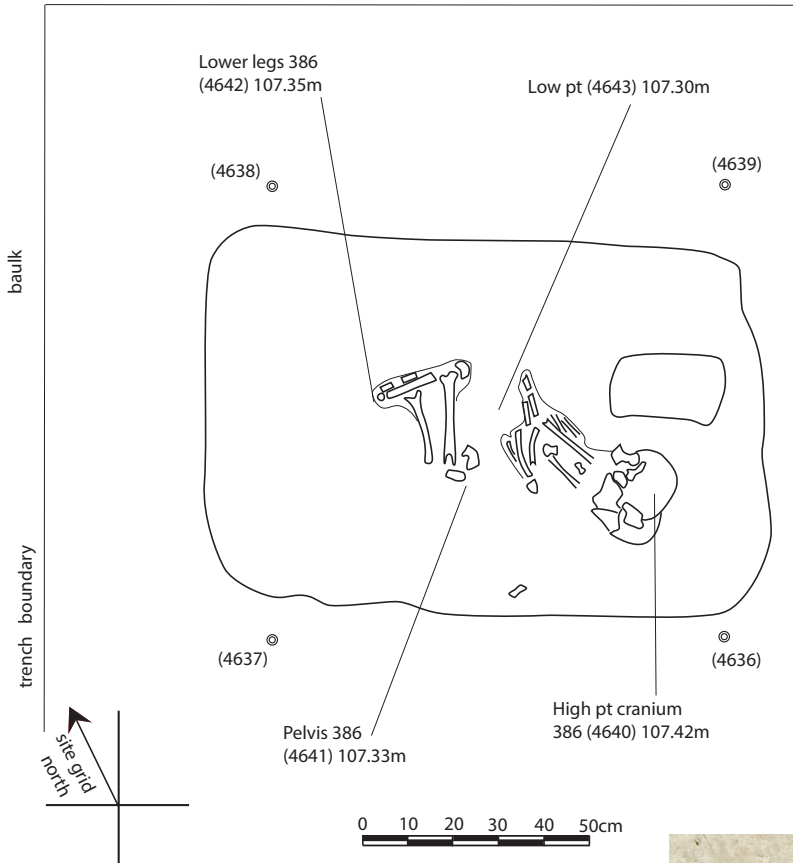 Lower legs 386
(4642) 107.35m
Low pt (4643) 107.30m
(4638)
(4639)
baulk
trench boundary
(4637)
(4636)
Pelvis 386
(4641) 107.33m
High pt cranium
386 (4640) 107.42m
site grid
north
0 10 20 30 40 50cm